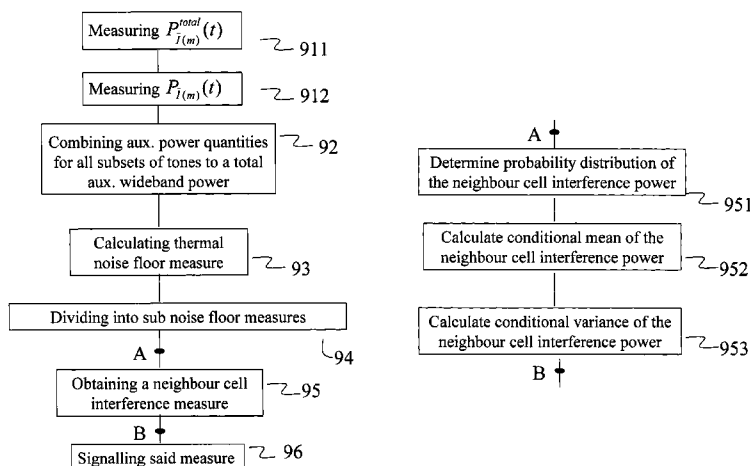 Measuring P^{total}_{\bar{I}(m)}(t)
911
Measuring P_{\bar{I}(m)}(t)
912
Combining aux. power quantities
for all subsets of tones to a total
aux. wideband power
92
Calculating thermal
noise floor measure
93
Dividing into sub noise floor measures
94
A
Obtaining a neighbour cell
interference measure
95
B
Signalling said measure
96
A
Determine probability distribution of
the neighbour cell interference power
951
Calculate conditional mean of the
neighbour cell interference power
952
Calculate conditional variance of the
neighbour cell interference power
953
B